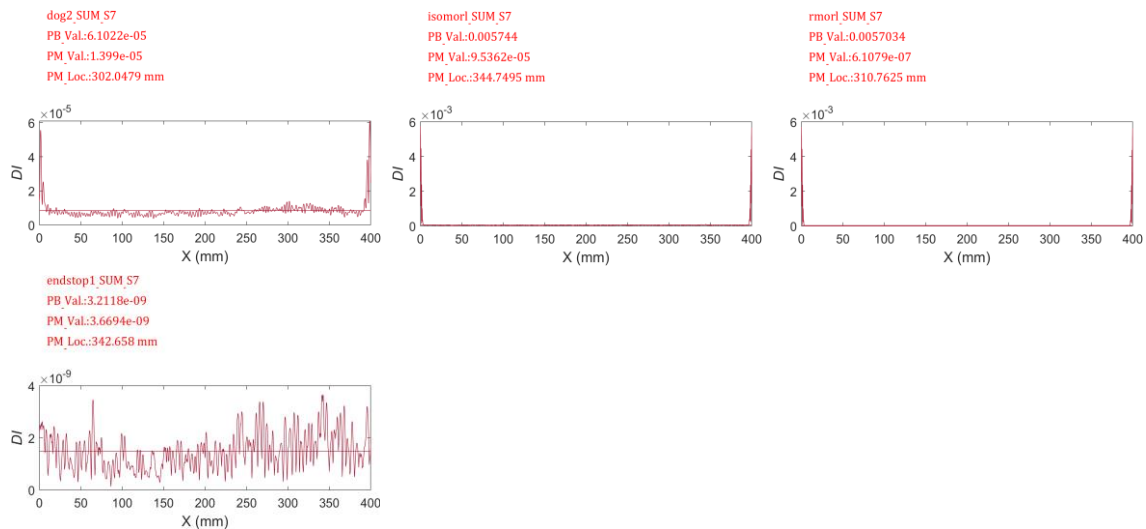 dog2_SUM_S7
PB_Val.:6.1022e-05
PM_Val.:1.399e-05
PM_Loc.:302.0479 mm
×10⁻⁵
6
4
2
0
DI
0 50 100 150 200 250 300 350 400
X (mm)
isomorl_SUM_S7
PB_Val.:0.005744
PM_Val.:9.5362e-05
PM_Loc.:344.7495 mm
×10⁻³
6
4
2
0
DI
0 50 100 150 200 250 300 350 400
X (mm)
rmorl_SUM_S7
PB_Val.:0.0057034
PM_Val.:6.1079e-07
PM_Loc.:310.7625 mm
×10⁻³
6
4
2
0
DI
0 50 100 150 200 250 300 350 400
X (mm)
endstop1_SUM_S7
PB_Val.:3.2118e-09
PM_Val.:3.6694e-09
PM_Loc.:342.658 mm
×10⁻⁹
4
2
0
DI
0 50 100 150 200 250 300 350 400
X (mm)